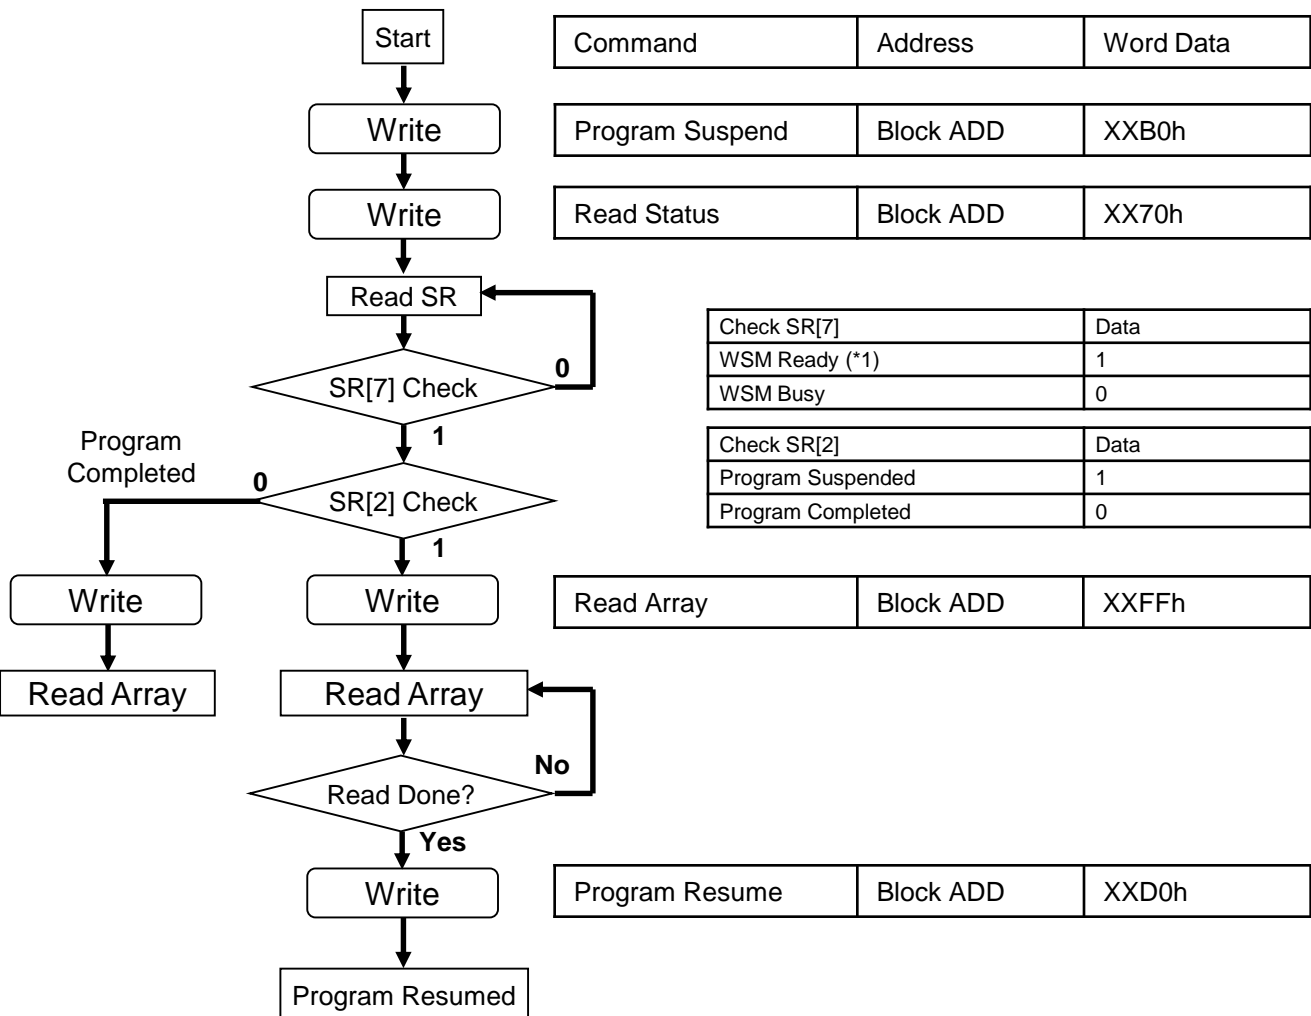 Start
Command Address Word Data
Write
Program Suspend Block ADD XXB0h
Write
Read Status Block ADD XX70h
Read SR
Check SR[7] Data
WSM Ready (*1) 1
WSM Busy 0
SR[7] Check
0
1
Check SR[2] Data
Program Suspended 1
Program Completed 0
Program
Completed
0
SR[2] Check
1
Write
Write
Read Array Block ADD XXFFh
Read Array
Read Array
No
Read Done?
Yes
Write
Program Resume Block ADD XXD0h
Program Resumed